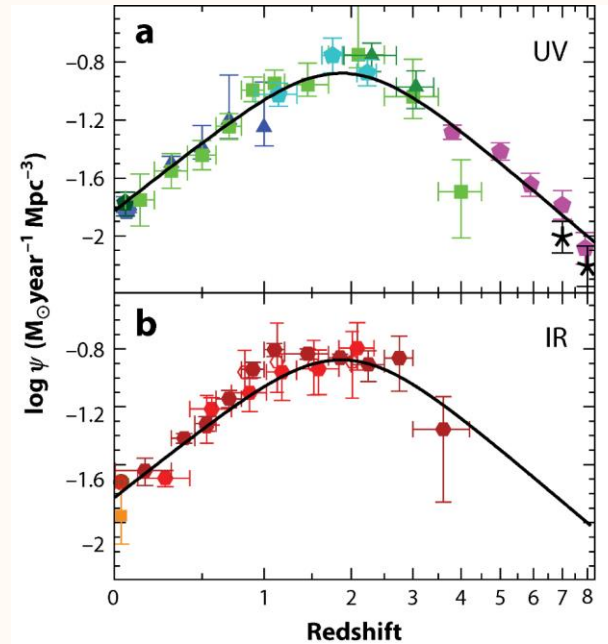 a
UV
−0.8
−1.2
−1.6
−2
log ψ (M⊙ year−1 Mpc−3)
b
IR
−0.8
−1.2
−1.6
−2
0 1 2 3 4 5 6 7 8
Redshift